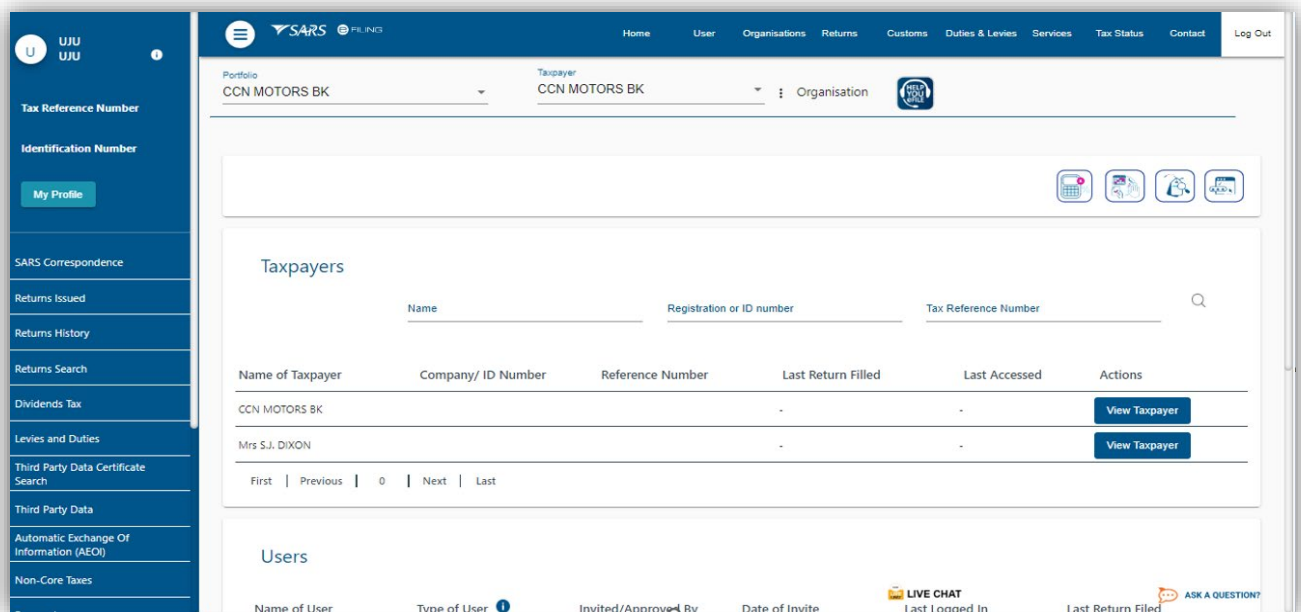 U
UJU
UJU
Tax Reference Number
Identification Number
My Profile
SARS Correspondence
Returns Issued
Returns History
Returns Search
Dividends Tax
Levies and Duties
Third Party Data Certificate
Search
Third Party Data
Automatic Exchange Of
Information (AEOI)
Non-Core Taxes
SARS e FILING
Home User Organisations Returns Customs Duties & Levies Services Tax Status Contact Log Out
Portfolio
CCN MOTORS BK
Taxpayer
CCN MOTORS BK
Organisation
HELP YOU eFILE
Taxpayers
Name Registration or ID number Tax Reference Number
Name of Taxpayer Company/ ID Number Reference Number Last Return Filled Last Accessed Actions
CCN MOTORS BK - - View Taxpayer
Mrs S.J. DIXON - - View Taxpayer
First | Previous | 0 | Next | Last
Users
LIVE CHAT
ASK A QUESTION?
Name of User Type of User Invited/Approved By Date of Invite Last Logged In Last Return Filed